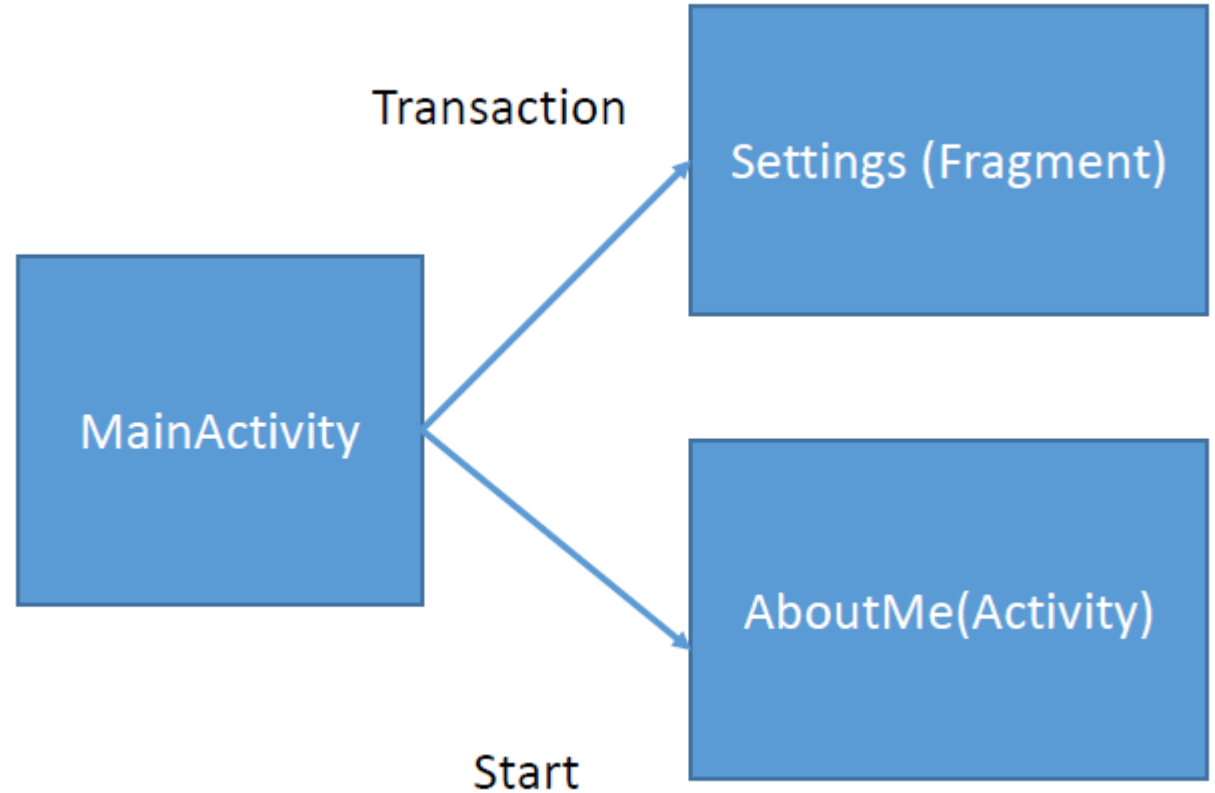 Transaction
Settings (Fragment)
MainActivity
AboutMe(Activity)
Start